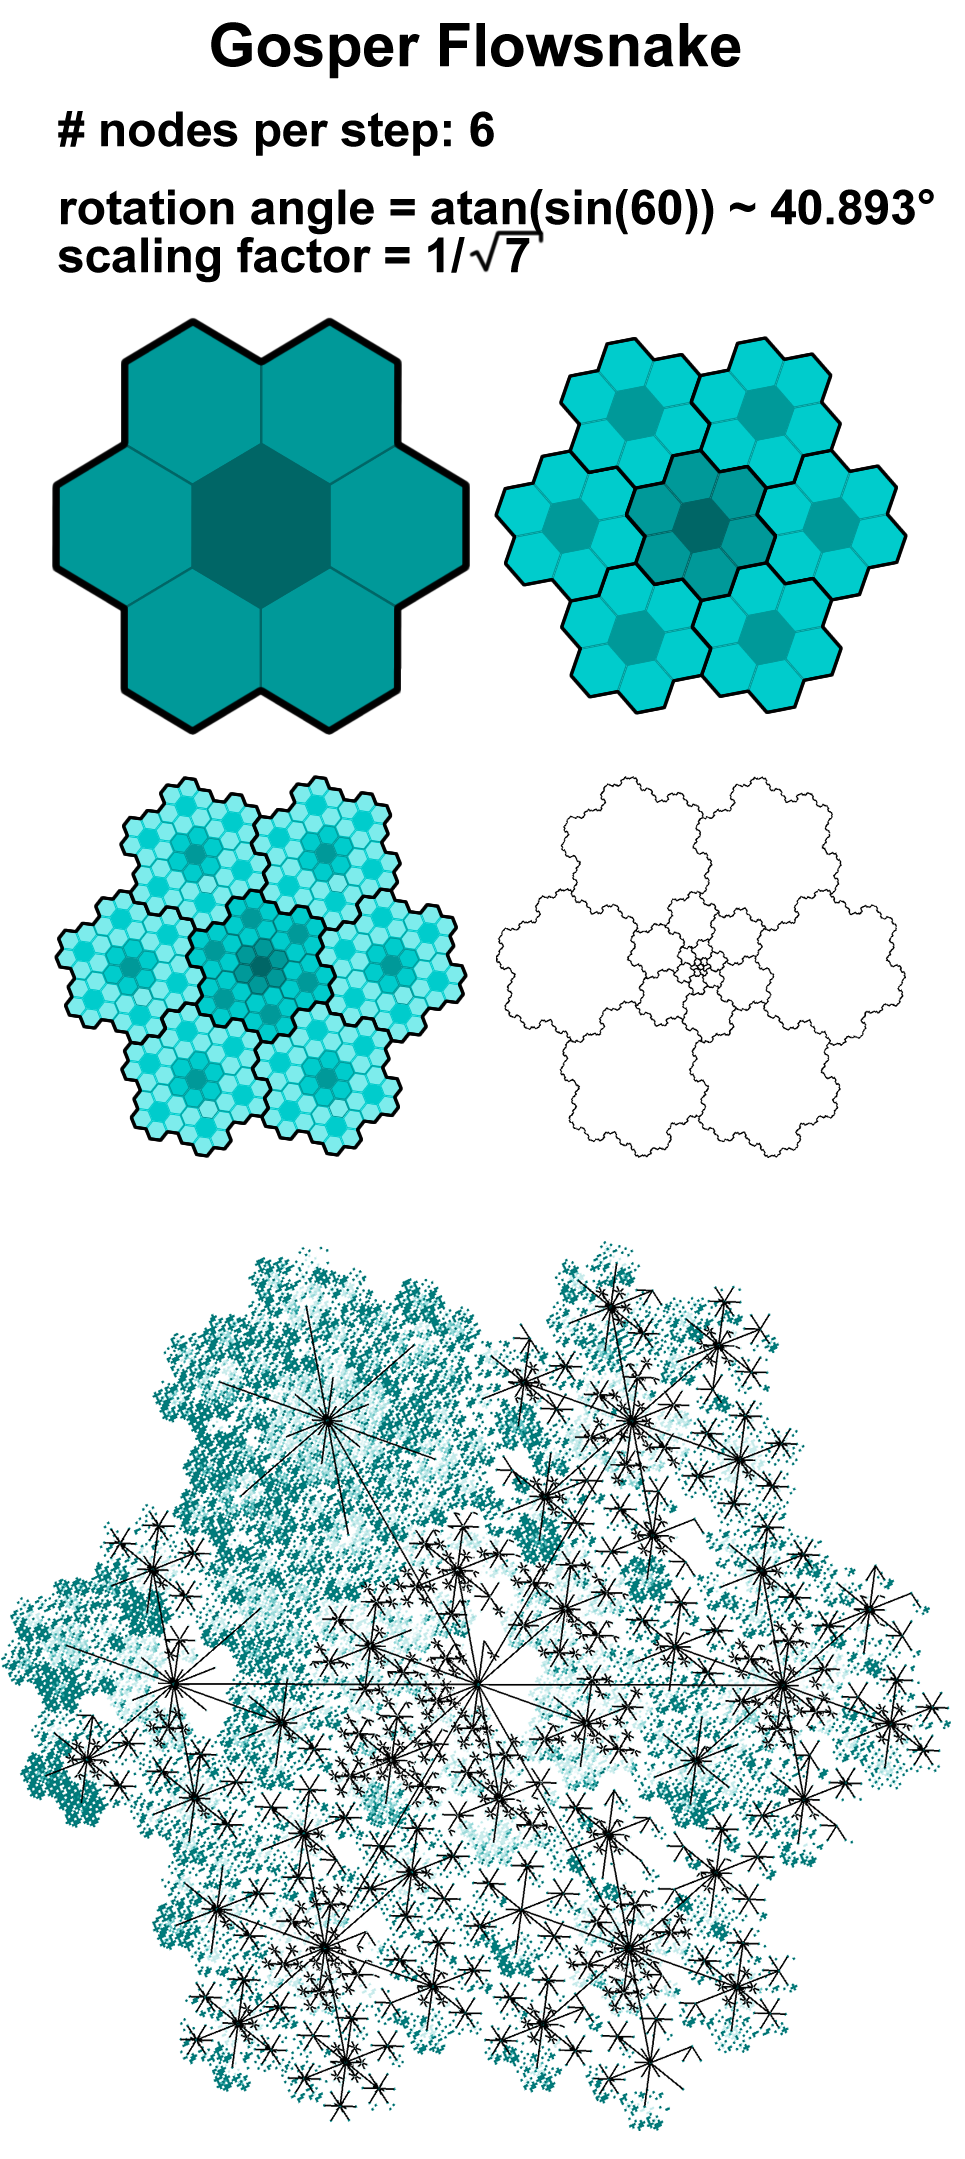 Gosper Flowsnake
# nodes per step: 6
rotation angle = atan(sin(60)) ~ 40.893°
scaling factor = 1/√7